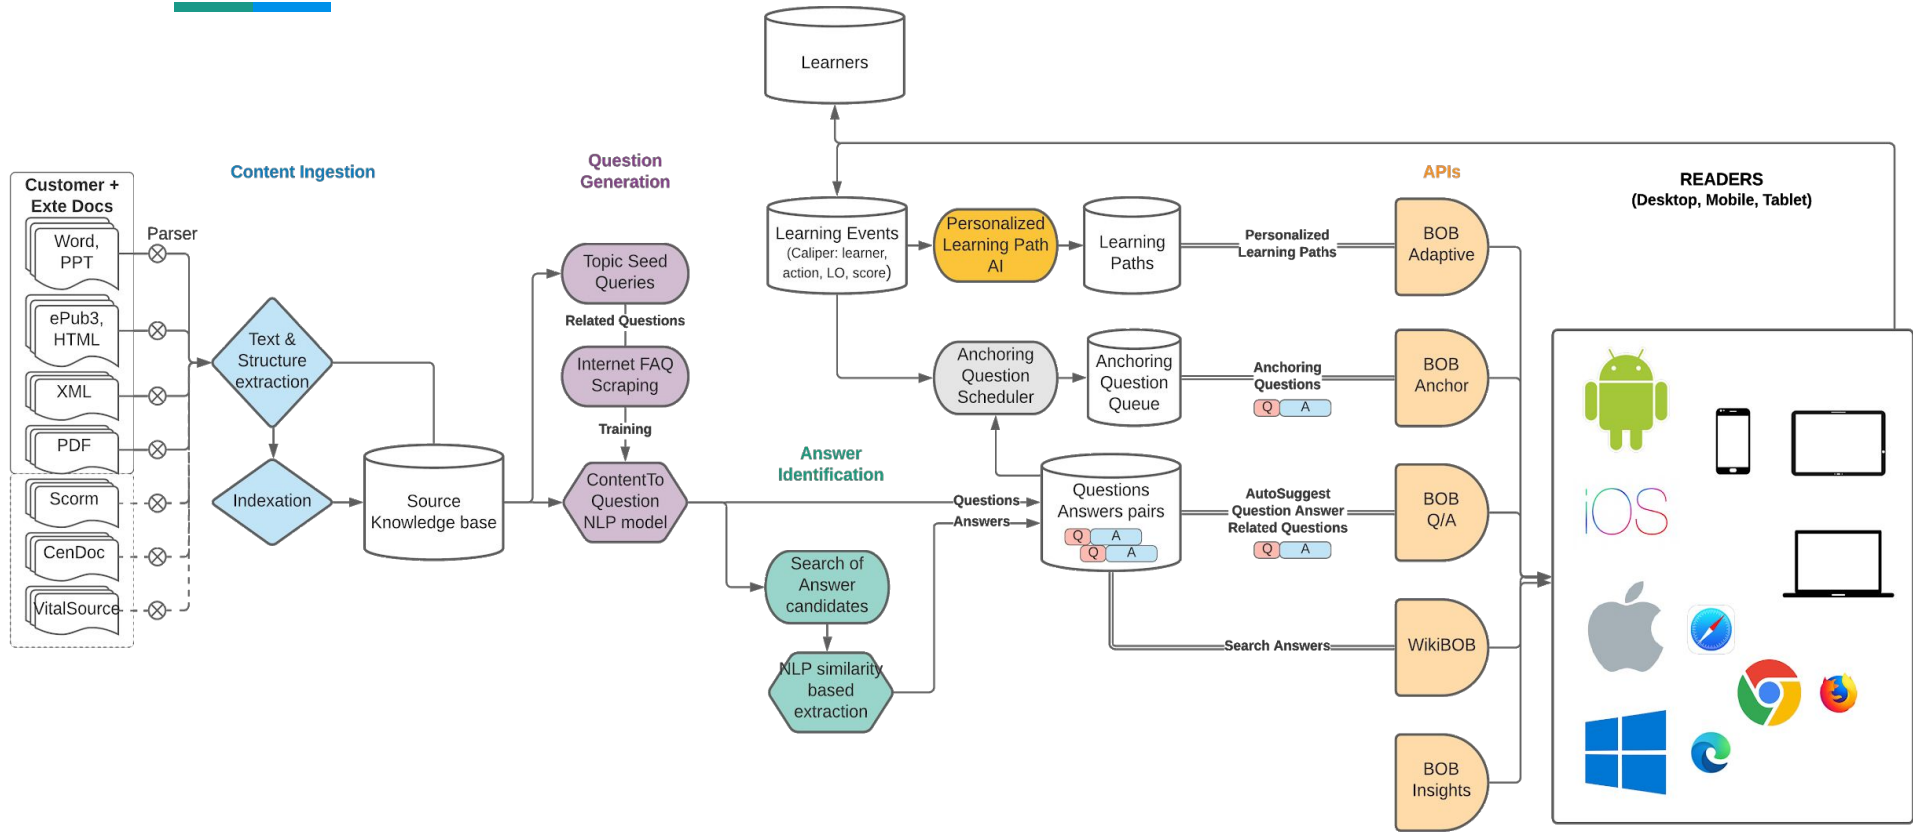 Learners
Content Ingestion
Question
Generation
APIs
READERS
(Desktop, Mobile, Tablet)
Customer +
Exte Docs
Parser
Word,
PPT
ePub3,
HTML
XML
PDF
Scorm
CenDoc
VitalSource
Text &
Structure
extraction
Indexation
Source
Knowledge base
Topic Seed
Queries
Related Questions
Internet FAQ
Scraping
Training
ContentTo
Question
NLP model
Answer
Identification
Search of
Answer
candidates
NLP similarity
based
extraction
Questions
Answers
Learning Events
(Caliper: learner,
action, LO, score)
Personalized
Learning Path
AI
Learning
Paths
Personalized
Learning Paths
BOB
Adaptive
Anchoring
Question
Scheduler
Anchoring
Question
Queue
Anchoring
Questions
Q A
BOB
Anchor
Questions
Answers pairs
Q A
Q A
AutoSuggest
Question Answer
Related Questions
Q A
BOB
Q/A
Search Answers
WikiBOB
BOB
Insights
iOS